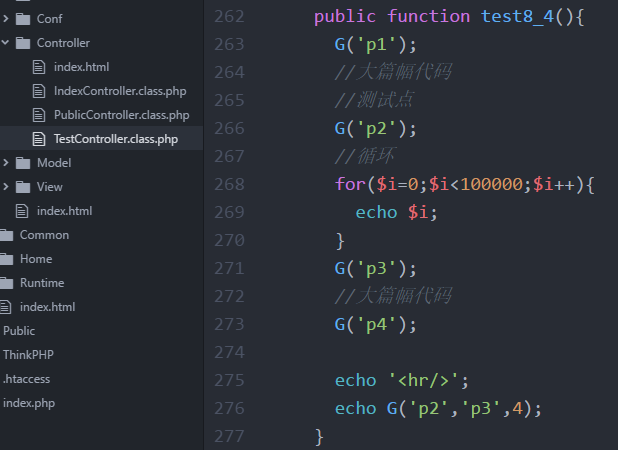 Conf
Controller
index.html
IndexController.class.php
PublicController.class.php
TestController.class.php
Model
View
index.html
Common
Home
Runtime
index.html
Public
ThinkPHP
.htaccess
index.php
262 public function test8_4(){
263 G('p1');
264 //大篇幅代码
265 //测试点
266 G('p2');
267 //循环
268 for($i=0;$i<100000;$i++){
269 echo $i;
270 }
271 G('p3');
272 //大篇幅代码
273 G('p4');
274
275 echo '<hr/>';
276 echo G('p2','p3',4);
277 }